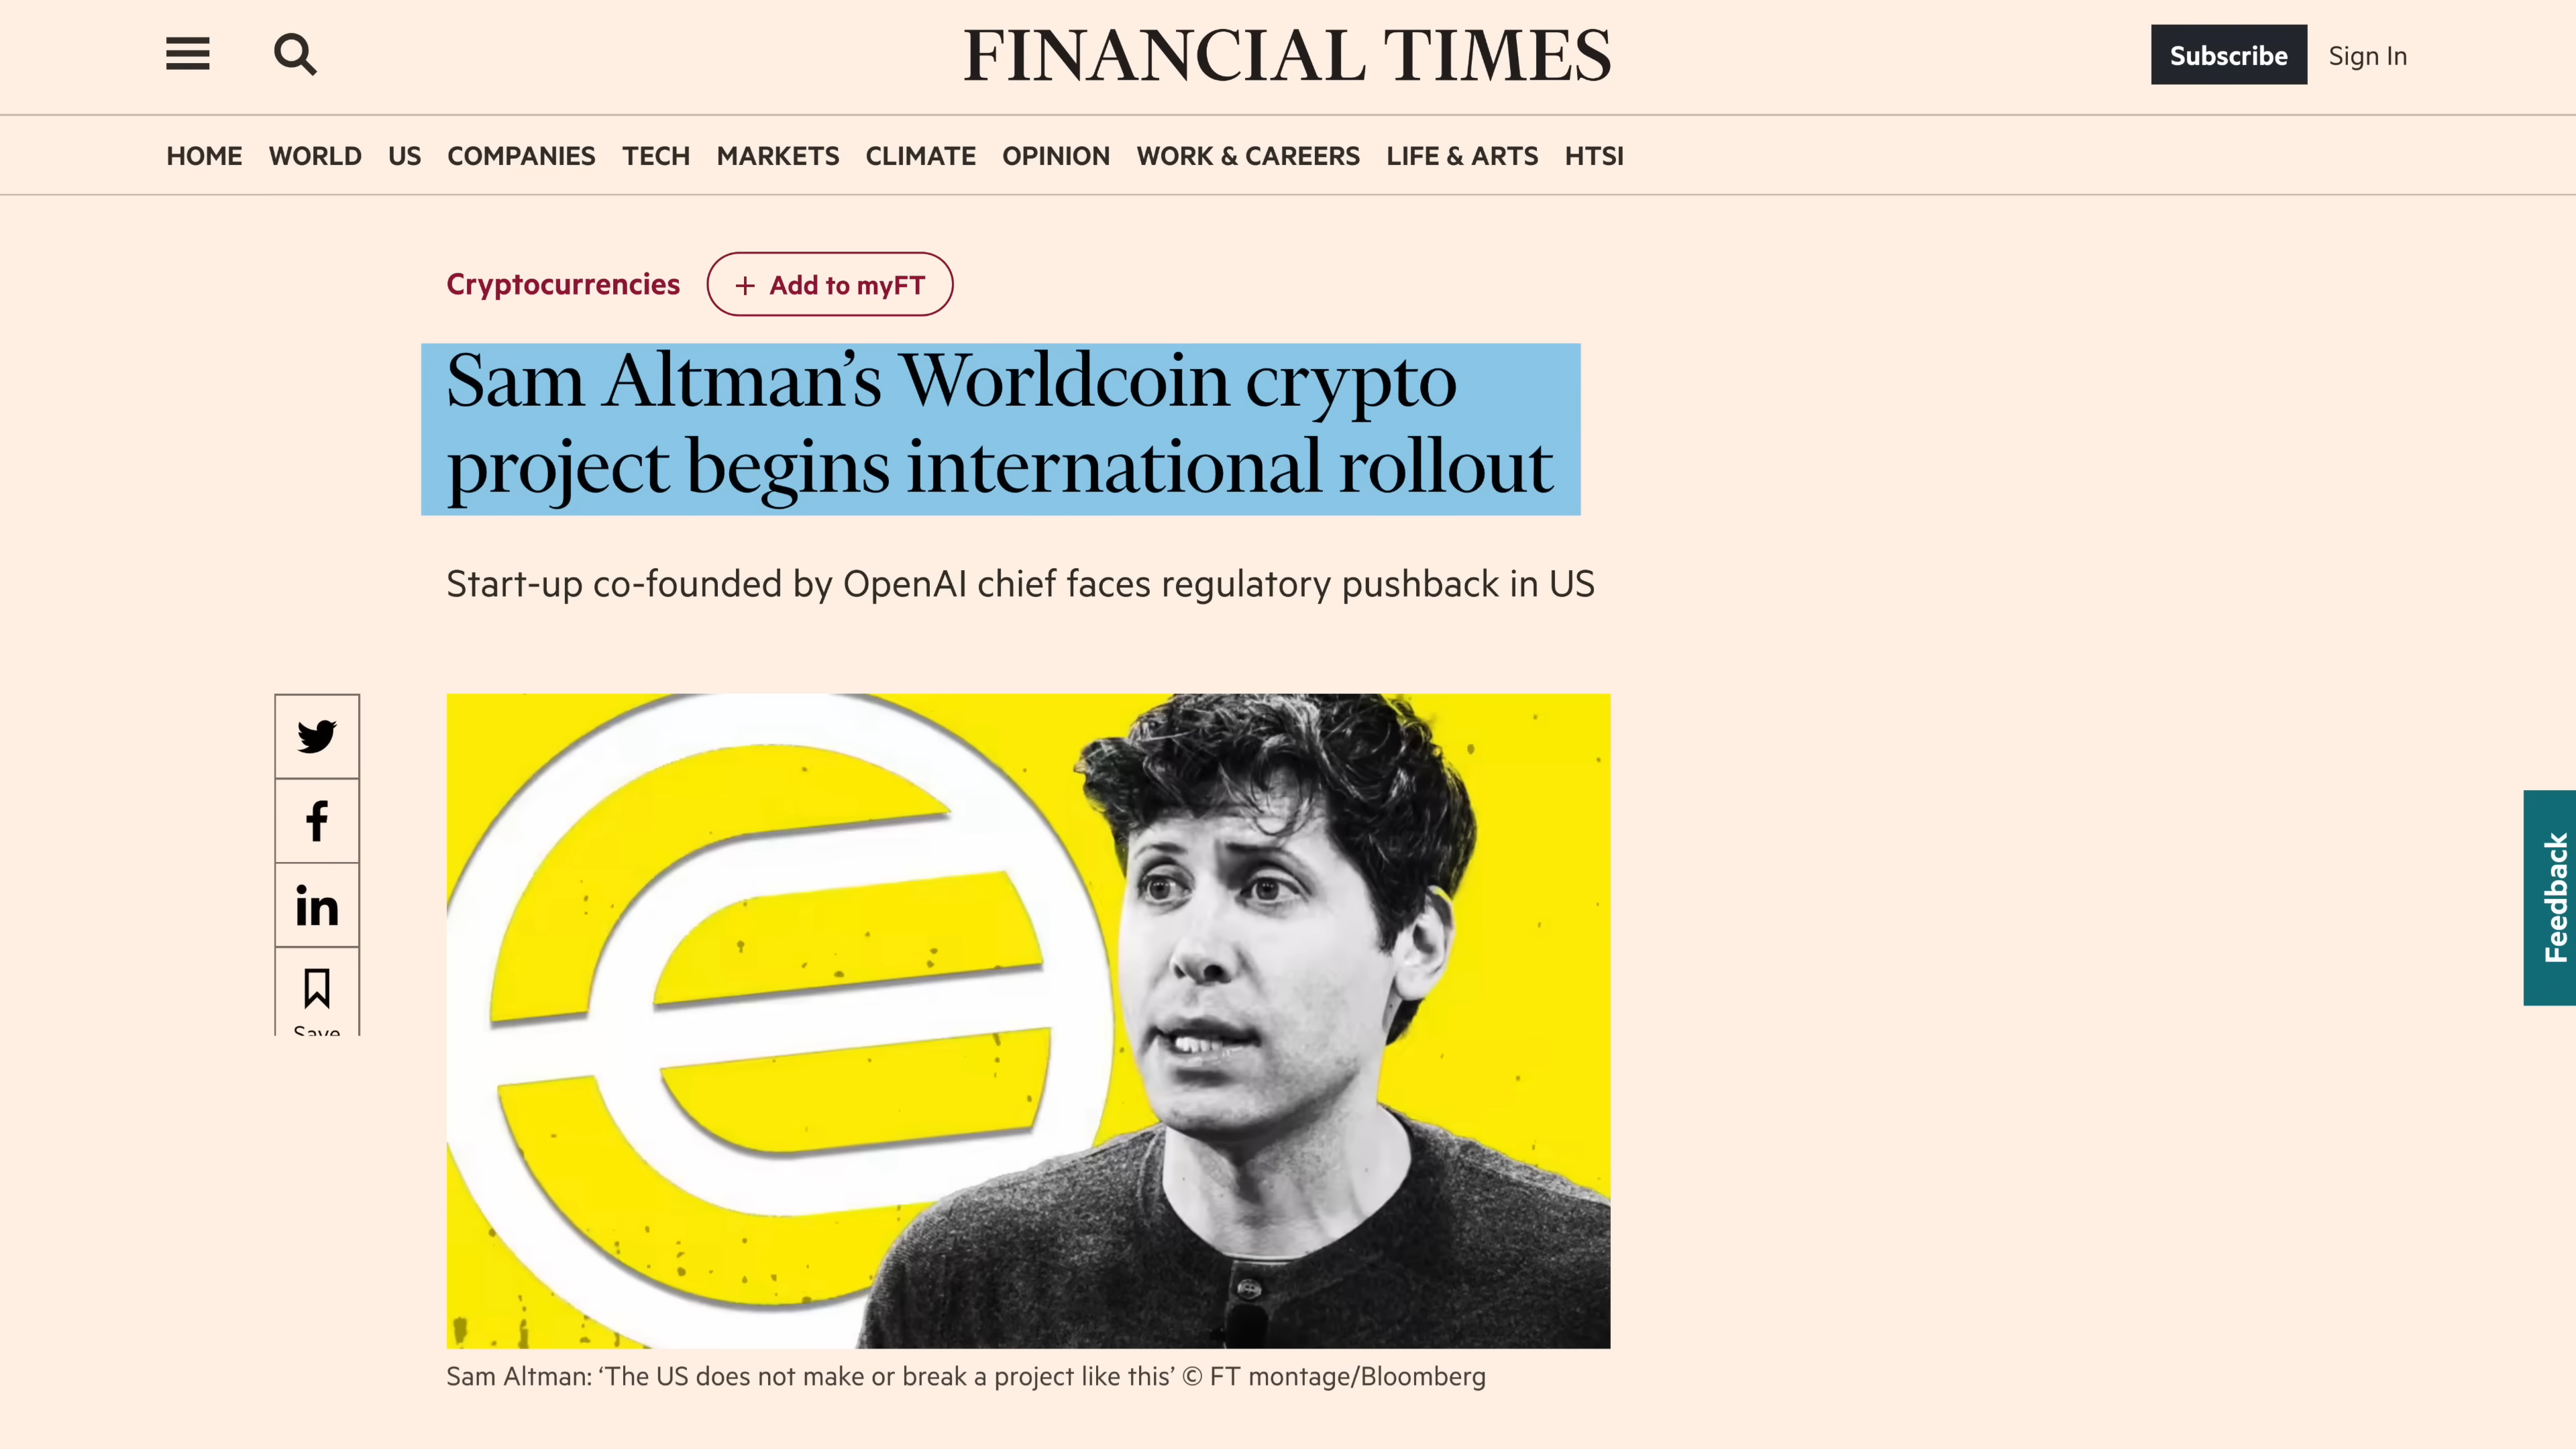 FINANCIAL TIMES
Subscribe
Sign In
HOME WORLD US COMPANIES TECH MARKETS CLIMATE OPINION WORK & CAREERS LIFE & ARTS HTSI
Cryptocurrencies
+ Add to myFT
Sam Altman’s Worldcoin crypto
project begins international rollout
Start-up co-founded by OpenAI chief faces regulatory pushback in US
in
Save
Feedback
Sam Altman: ‘The US does not make or break a project like this’ © FT montage/Bloomberg